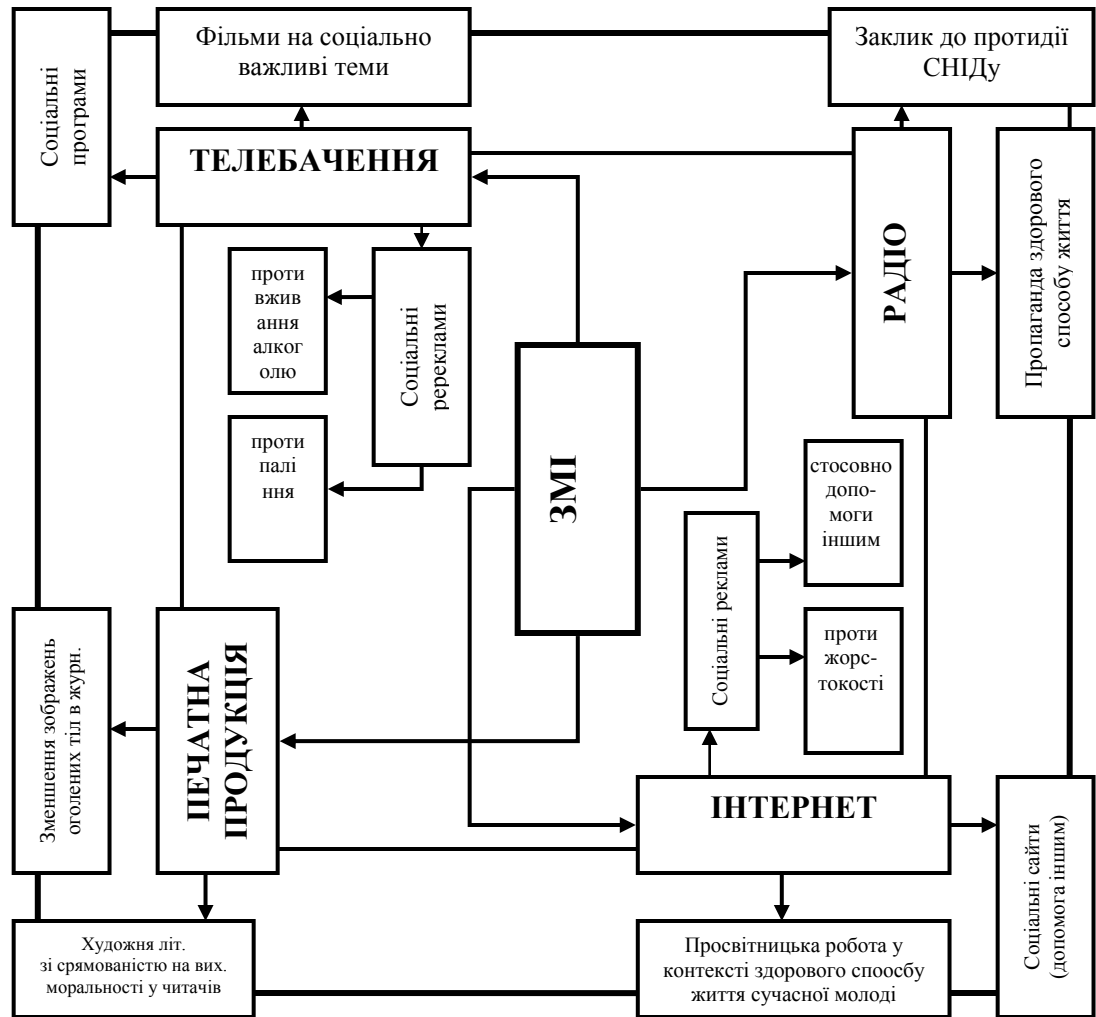 Фільми на соціально
важливі теми
Заклик до протидії
СНІДу
Соціальні
програми
ТЕЛЕБАЧЕННЯ
РАДІО
Пропаганда здорового
способу життя
проти
вжив
ання
алког
олю
Соціальні
ререклами
проти
палі
ння
ЗМІ
стосовно
допо-
моги
іншим
Соціальні реклами
проти
жорс-
токості
Зменшення зображень
оголених тіл в журн.
ПЕЧАТНА
ПРОДУКЦІЯ
ІНТЕРНЕТ
Соціальні сайти
(допомога іншим)
Художня літ.
зі срямованістю на вих.
моральності у читачів
Просвітницька робота у
контексті здорового споосбу
життя сучасної молоді